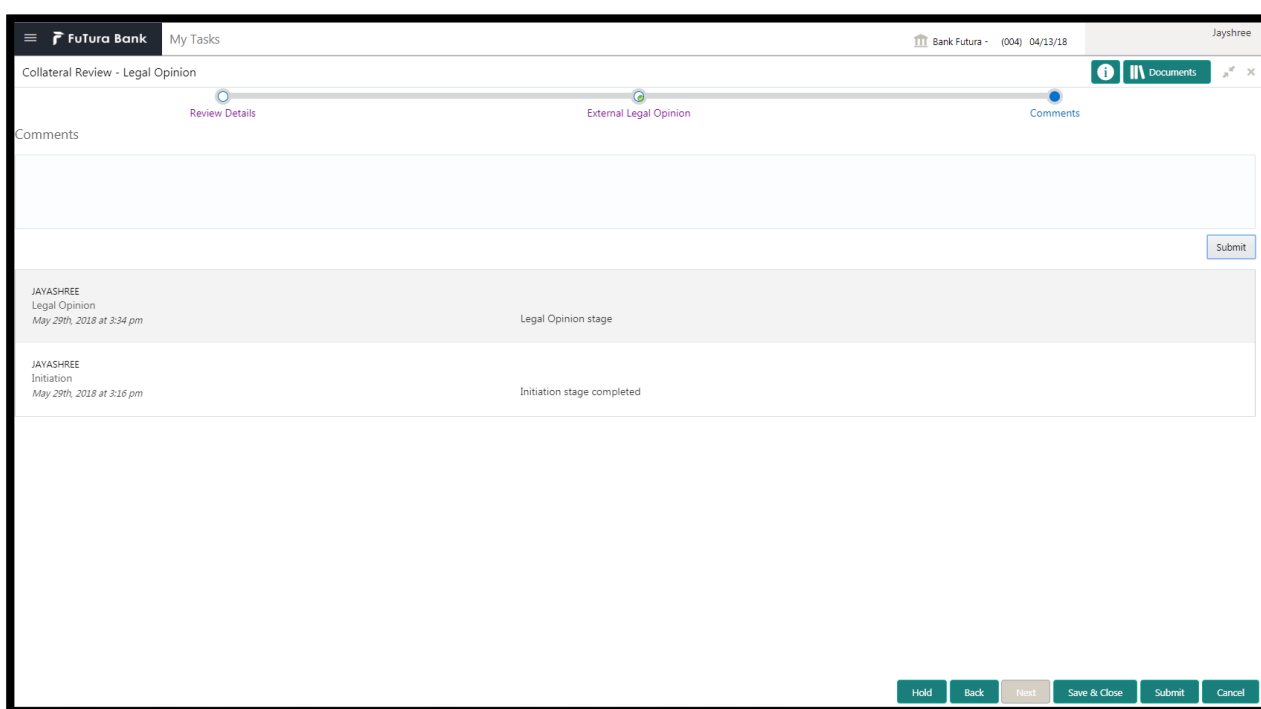 FuTura Bank My Tasks Bank Futura - (004) 04/13/18 Jayshree
Collateral Review - Legal Opinion Documents
Review Details External Legal Opinion Comments
Comments
Submit
JAYASHREE
Legal Opinion
May 29th, 2018 at 3:34 pm Legal Opinion stage
JAYASHREE
Initiation
May 29th, 2018 at 3:16 pm Initiation stage completed
Hold Back Next Save & Close Submit Cancel